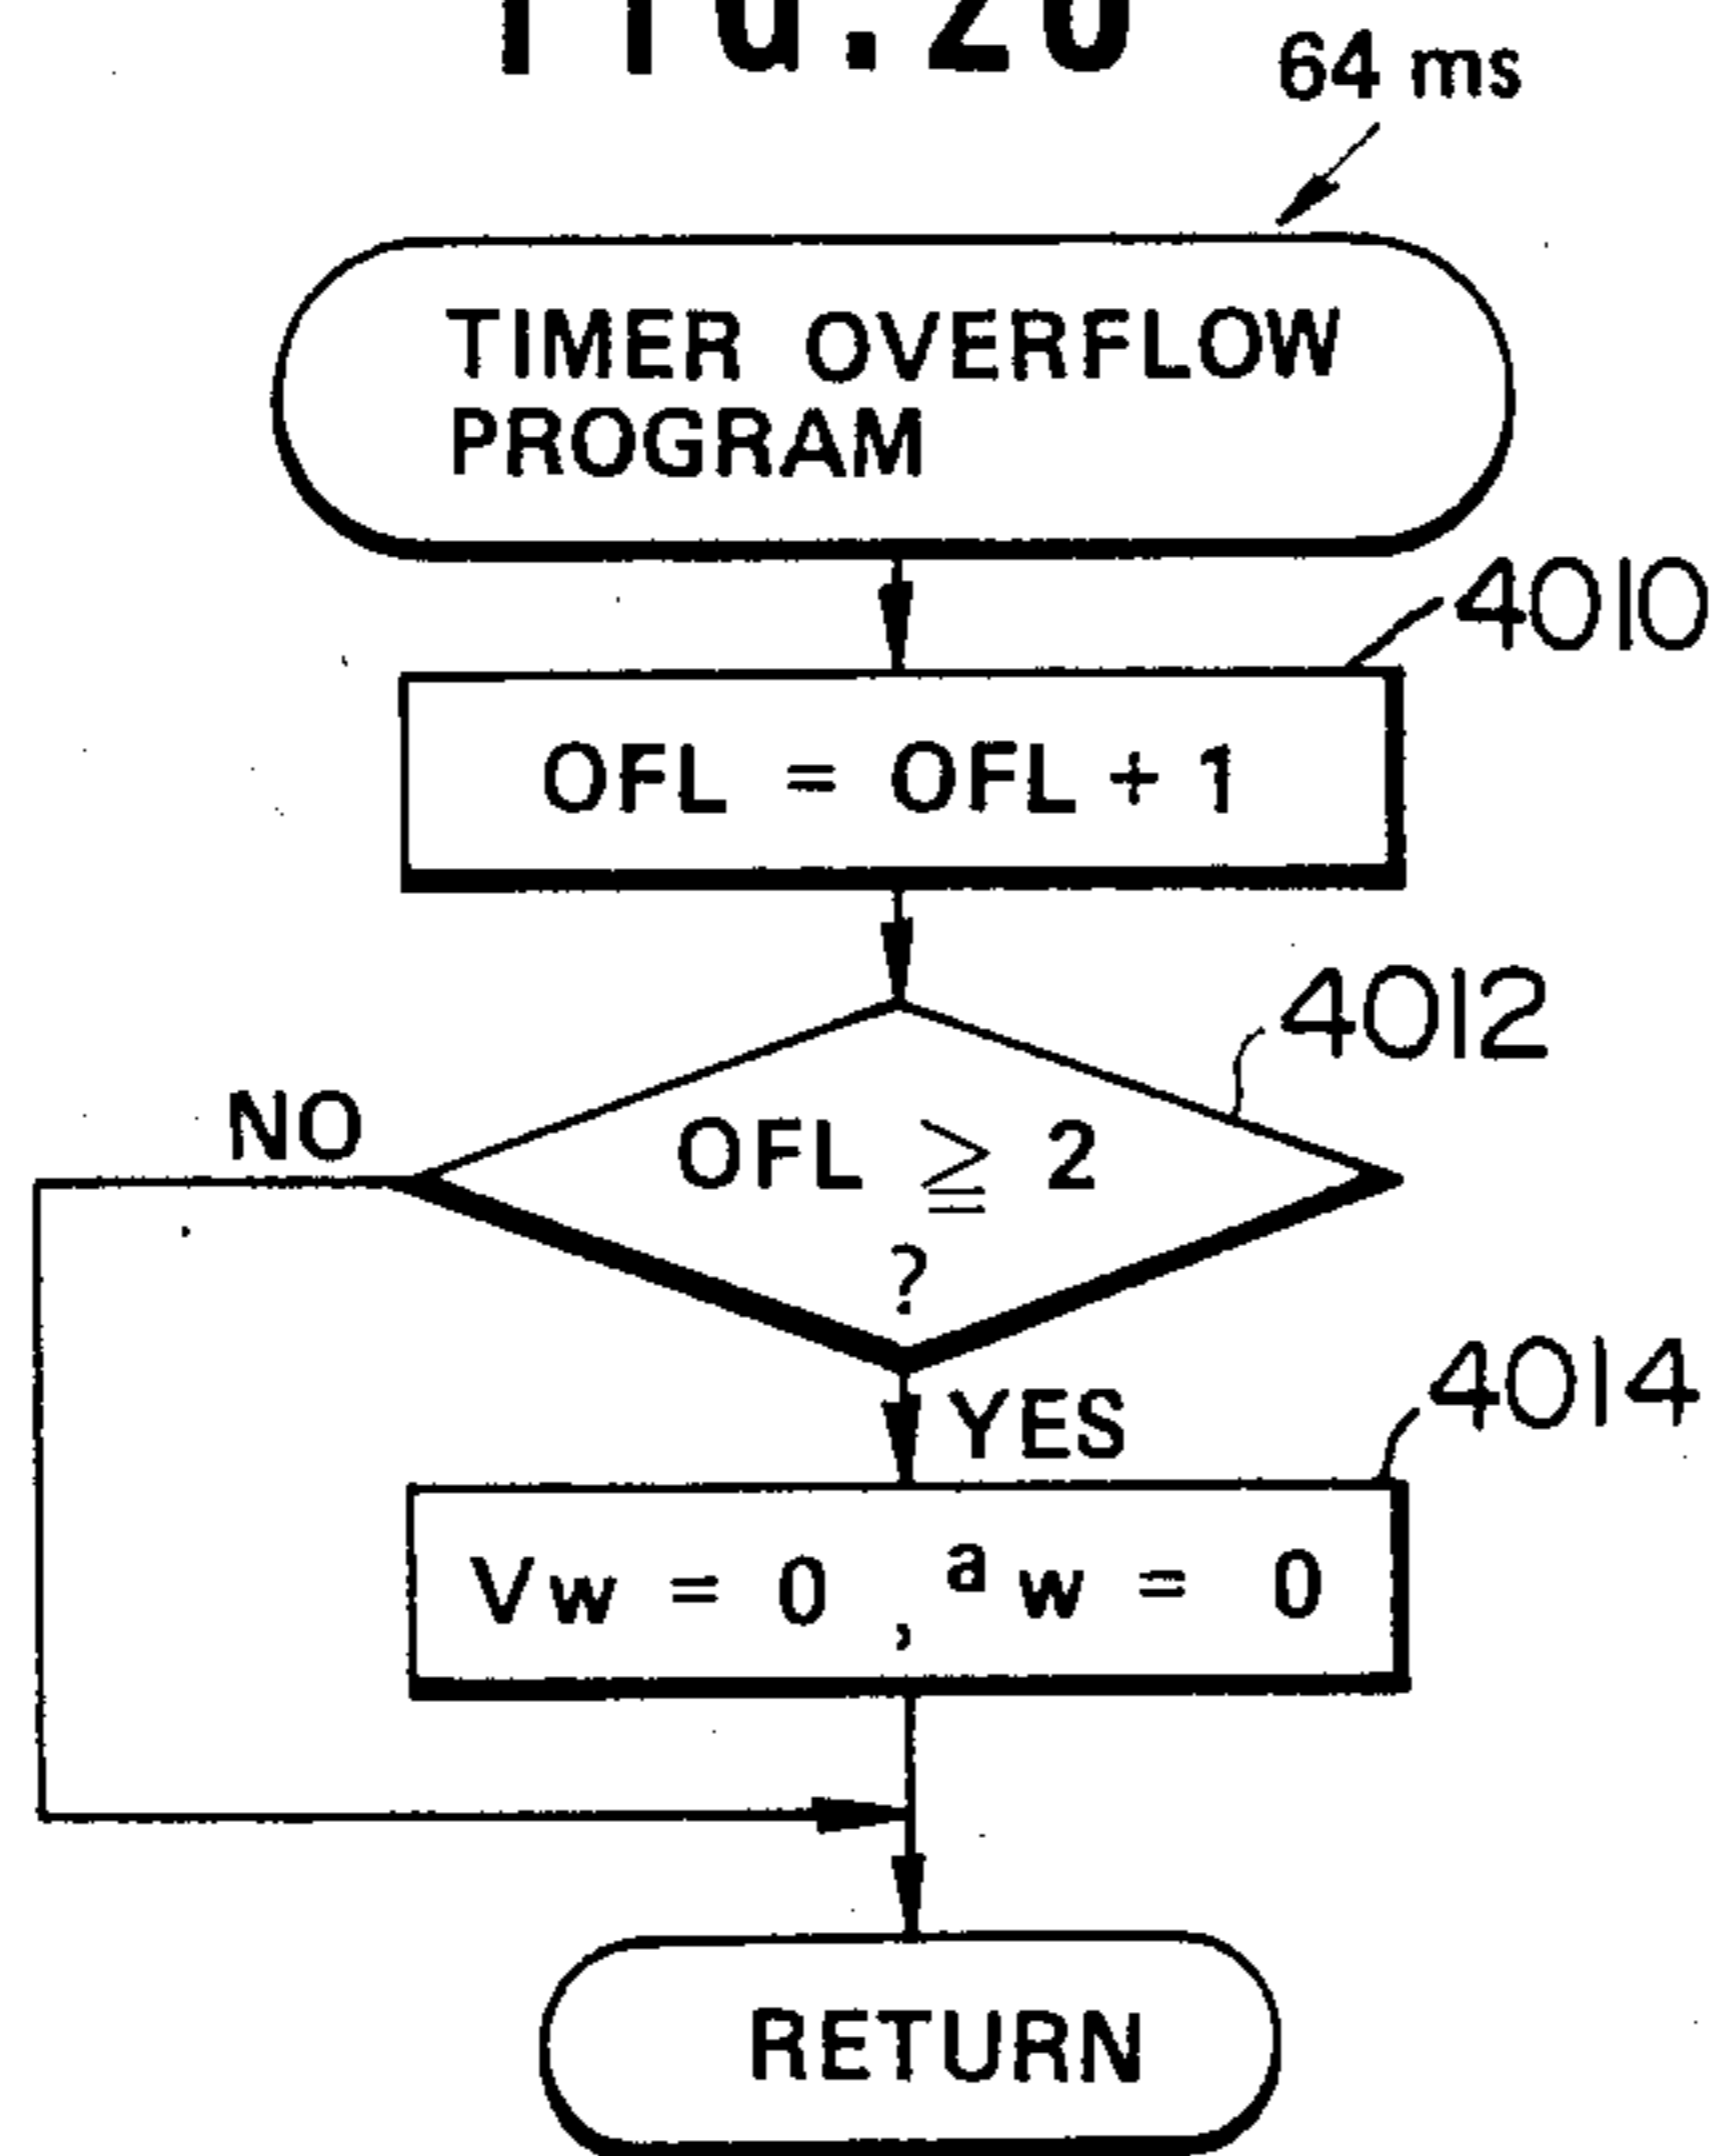 64 ms
TIMER OVERFLOW
PROGRAM
4010
OFL = OFL + 1
4012
NO
OFL ≧ 2
?
YES
4014
Vw = 0 , aw = 0
RETURN